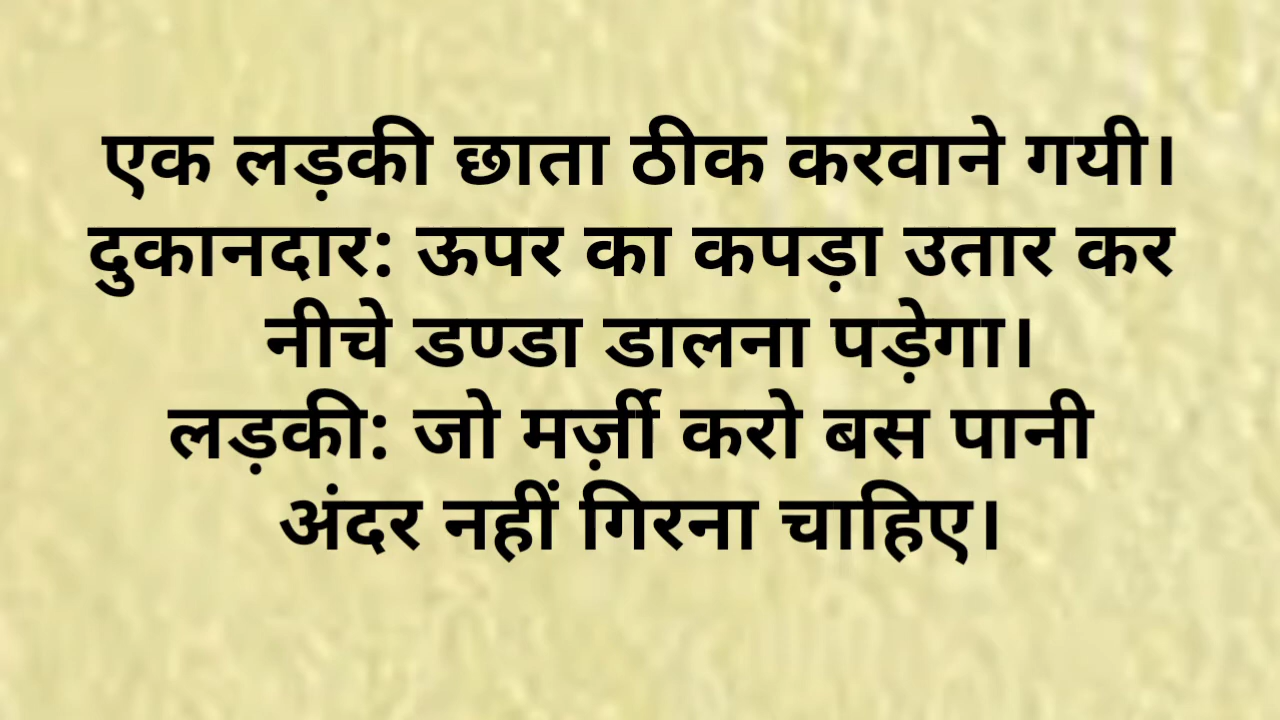 एक लड़की छाता ठीक करवाने गयी।
दुकानदार: ऊपर का कपड़ा उतार कर
नीचे डण्डा डालना पड़ेगा।
लड़की: जो मर्ज़ी करो बस पानी
अंदर नहीं गिरना चाहिए।